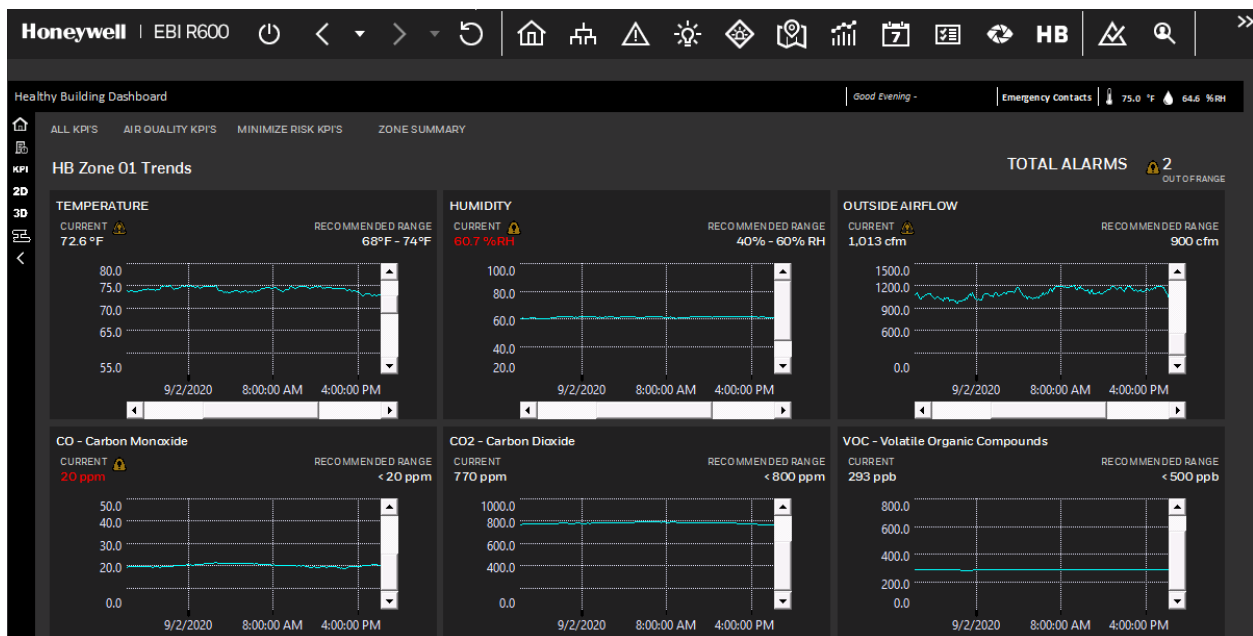 Honeywell | EBI R600
7
HB
Healthy Building Dashboard
Good Evening -
Emergency Contacts
75.0 °F
64.6 %RH
ALL KPI'S AIR QUALITY KPI'S MINIMIZE RISK KPI'S ZONE SUMMARY
KPI
2D
3D
HB Zone 01 Trends
TOTAL ALARMS 2
OUT OF RANGE
TEMPERATURE
CURRENT RECOMMENDED RANGE
72.6 °F 68°F - 74°F
80.0
75.0
70.0
65.0
55.0
9/2/2020 8:00:00 AM 4:00:00 PM
HUMIDITY
CURRENT RECOMMENDED RANGE
60.7 %RH 40% - 60% RH
100.0
80.0
60.0
40.0
20.0
9/2/2020 8:00:00 AM 4:00:00 PM
OUTSIDE AIRFLOW
CURRENT RECOMMENDED RANGE
1,013 cfm 900 cfm
1500.0
1200.0
900.0
600.0
0.0
9/2/2020 8:00:00 AM 4:00:00 PM
CO - Carbon Monoxide
CURRENT RECOMMENDED RANGE
20 ppm < 20 ppm
50.0
40.0
30.0
20.0
0.0
9/2/2020 8:00:00 AM 4:00:00 PM
CO2 - Carbon Dioxide
CURRENT RECOMMENDED RANGE
770 ppm < 800 ppm
1000.0
800.0
600.0
400.0
0.0
9/2/2020 8:00:00 AM 4:00:00 PM
VOC - Volatile Organic Compounds
CURRENT RECOMMENDED RANGE
293 ppb < 500 ppb
800.0
600.0
400.0
200.0
0.0
9/2/2020 8:00:00 AM 4:00:00 PM